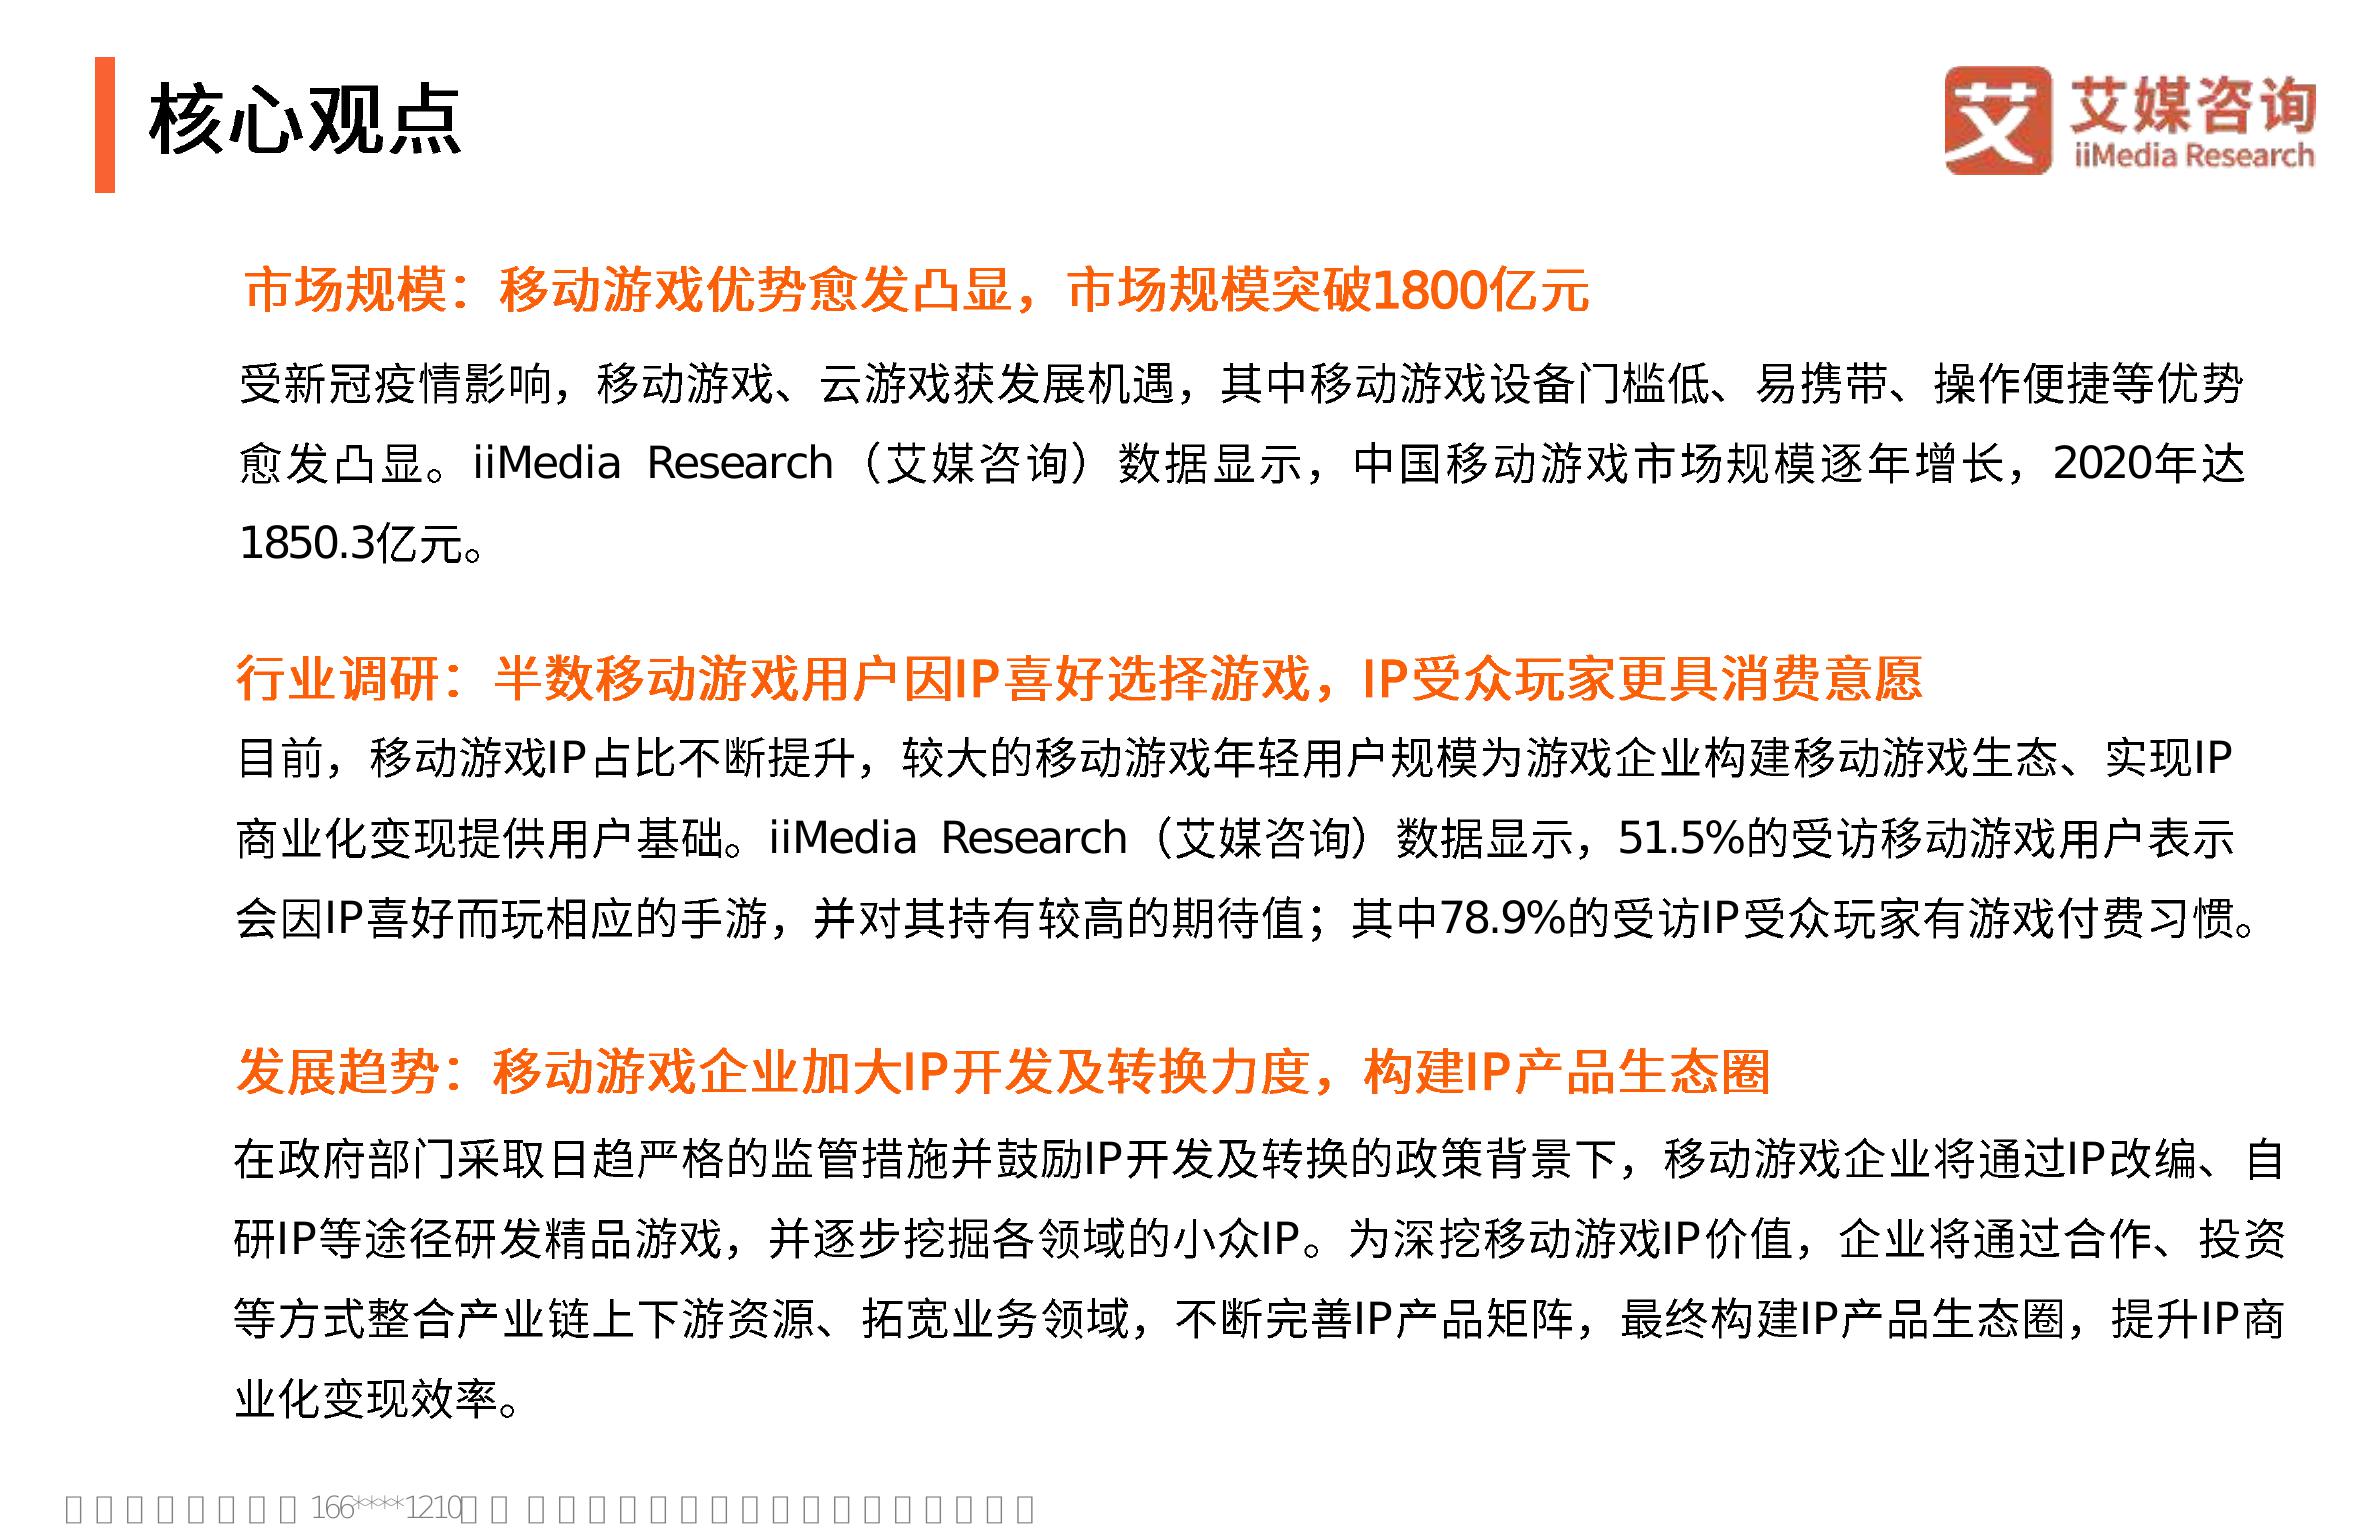 核心观点
艾 艾媒咨询
iiMedia Research
市场规模：移动游戏优势愈发凸显，市场规模突破1800亿元
受新冠疫情影响，移动游戏、云游戏获发展机遇，其中移动游戏设备门槛低、易携带、操作便捷等优势
愈发凸显。iiMedia Research（艾媒咨询）数据显示，中国移动游戏市场规模逐年增长，2020年达
1850.3亿元。
行业调研：半数移动游戏用户因IP喜好选择游戏，IP受众玩家更具消费意愿
目前，移动游戏IP占比不断提升，较大的移动游戏年轻用户规模为游戏企业构建移动游戏生态、实现IP
商业化变现提供用户基础。iiMedia Research（艾媒咨询）数据显示，51.5%的受访移动游戏用户表示
会因IP喜好而玩相应的手游，并对其持有较高的期待值；其中78.9%的受访IP受众玩家有游戏付费习惯。
发展趋势：移动游戏企业加大IP开发及转换力度，构建IP产品生态圈
在政府部门采取日趋严格的监管措施并鼓励IP开发及转换的政策背景下，移动游戏企业将通过IP改编、自
研IP等途径研发精品游戏，并逐步挖掘各领域的小众IP。为深挖移动游戏IP价值，企业将通过合作、投资
等方式整合产业链上下游资源、拓宽业务领域，不断完善IP产品矩阵，最终构建IP产品生态圈，提升IP商
业化变现效率。
166****1210